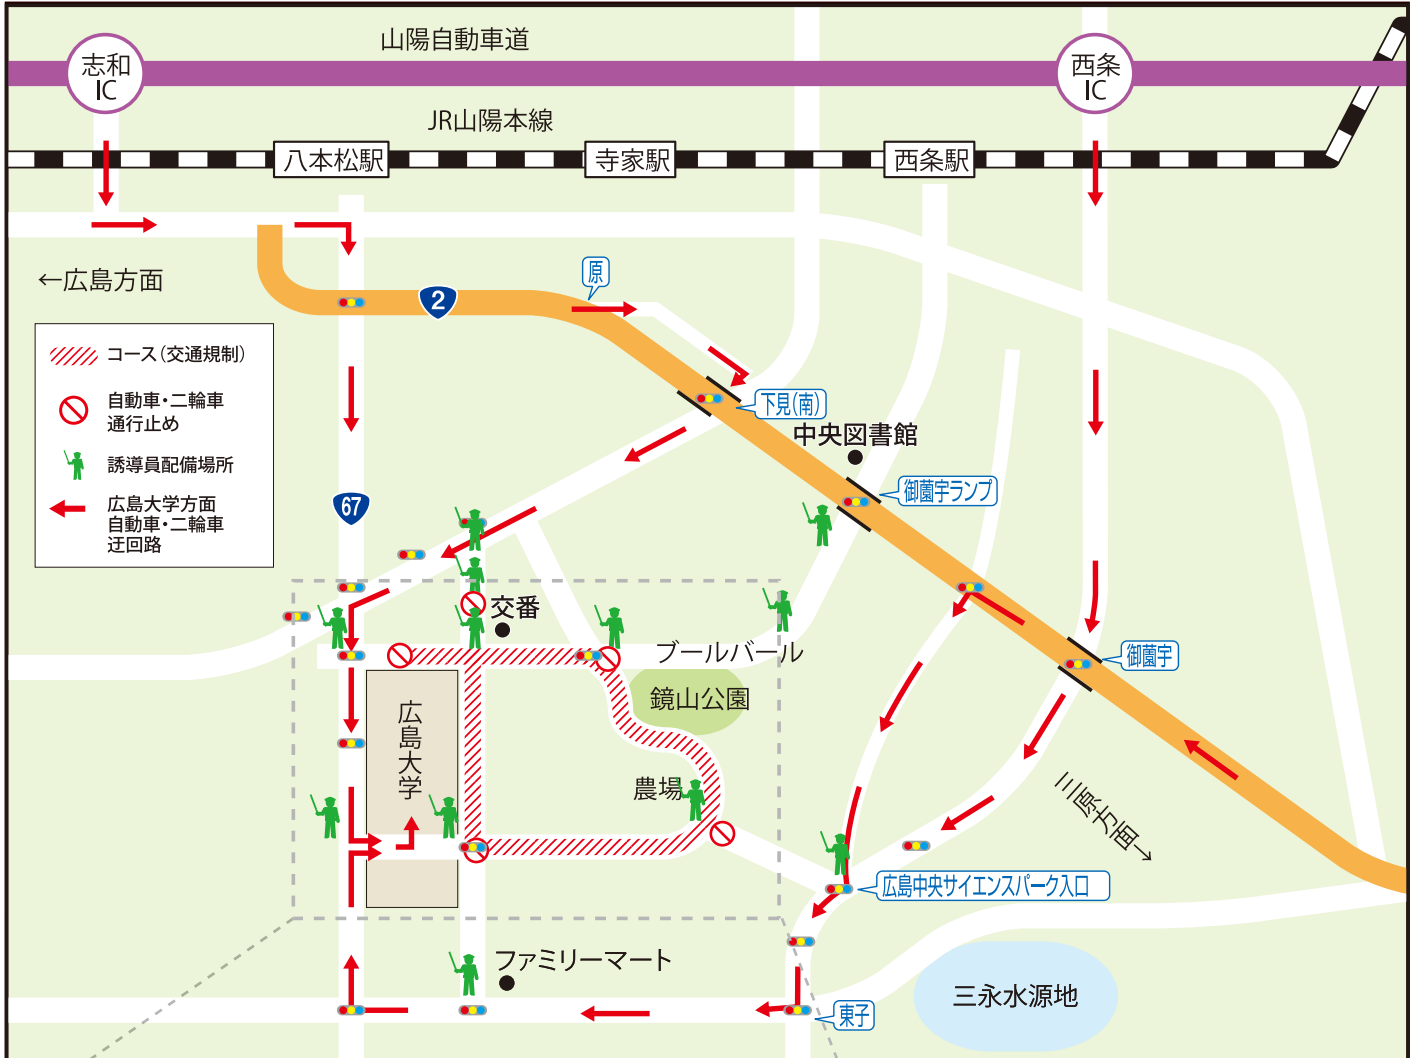 山陽自動車道
志和
IC
西条
IC
JR山陽本線
八本松駅
寺家駅
西条駅
←広島方面
原
2
コース（交通規制）
自動車・二輪車
通行止め
誘導員配備場所
広島大学方面
自動車・二輪車
迂回路
下見（南）
中央図書館
御薗宇ランプ
67
交番
ブールバール
御薗宇
鏡山公園
広島大学
農場
三原方面→
広島中央サイエンスパーク入口
ファミリーマート
三永水源地
東子